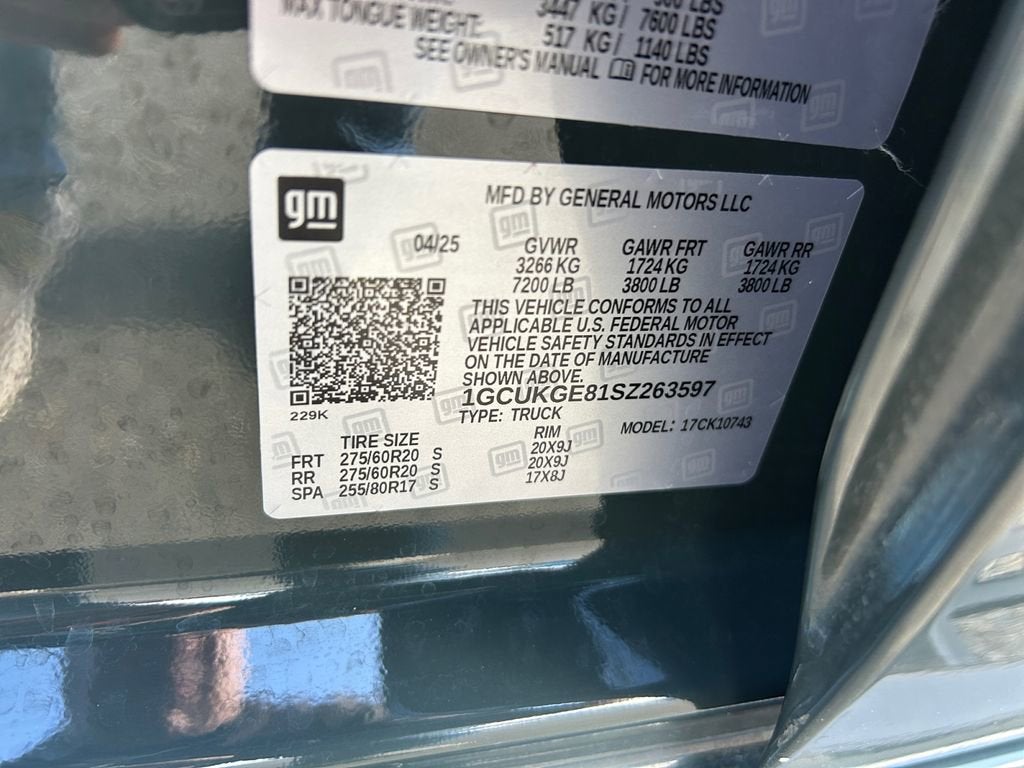 LBS
3447 KG/ 7600 LBS
MAX TONGUE WEIGHT: 517 KG/ 1140 LBS
SEE OWNER'S MANUAL FOR MORE INFORMATION
gm
MFD BY GENERAL MOTORS LLC
04/25 GVWR GAWR FRT GAWR RR
3266 KG 1724 KG 1724 KG
7200 LB 3800 LB 3800 LB
THIS VEHICLE CONFORMS TO ALL
APPLICABLE U.S. FEDERAL MOTOR
VEHICLE SAFETY STANDARDS IN EFFECT
ON THE DATE OF MANUFACTURE
SHOWN ABOVE.
1GCUKGE81SZ263597
229K
TYPE: TRUCK MODEL: 17CK10743
TIRE SIZE RIM
FRT 275/60R20 S 20X9J
RR 275/60R20 S 20X9J
SPA 255/80R17 S 17X8J